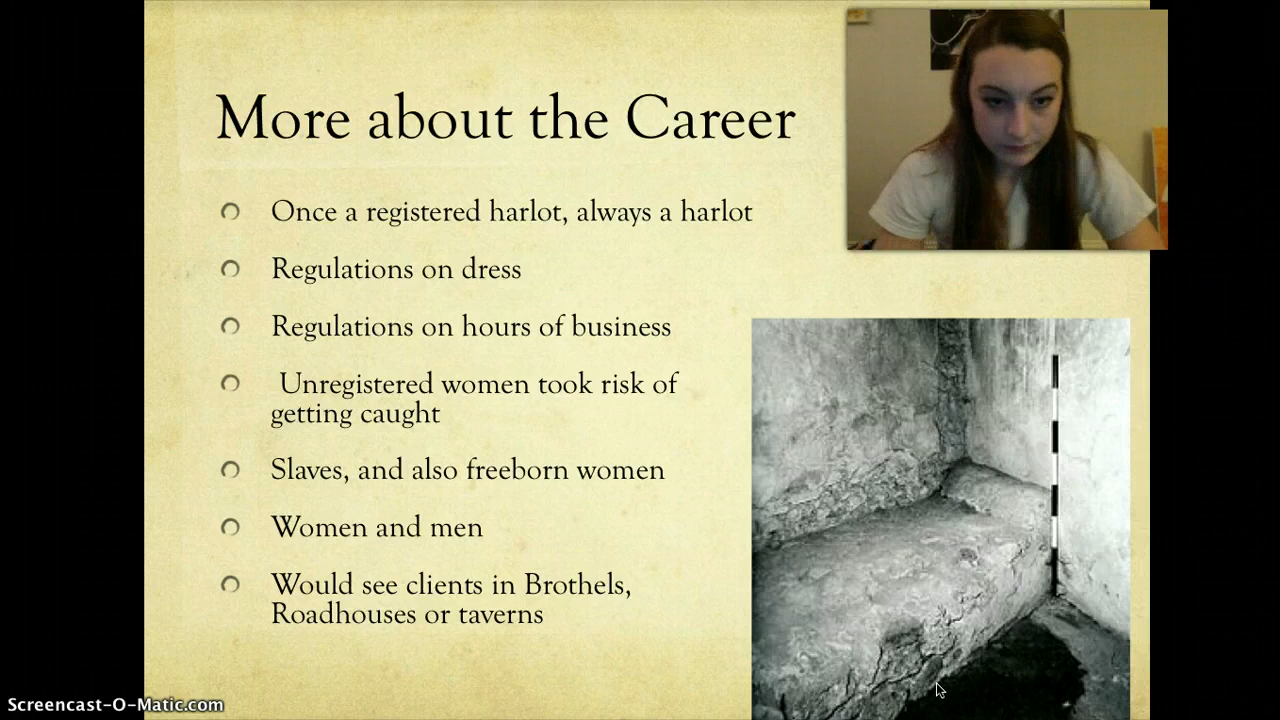 More about the Career
Once a registered harlot, always a harlot
Regulations on dress
Regulations on hours of business
Unregistered women took risk of
getting caught
Slaves, and also freeborn women
Women and men
Would see clients in Brothels,
Roadhouses or taverns
Screencast-O-Matic.com